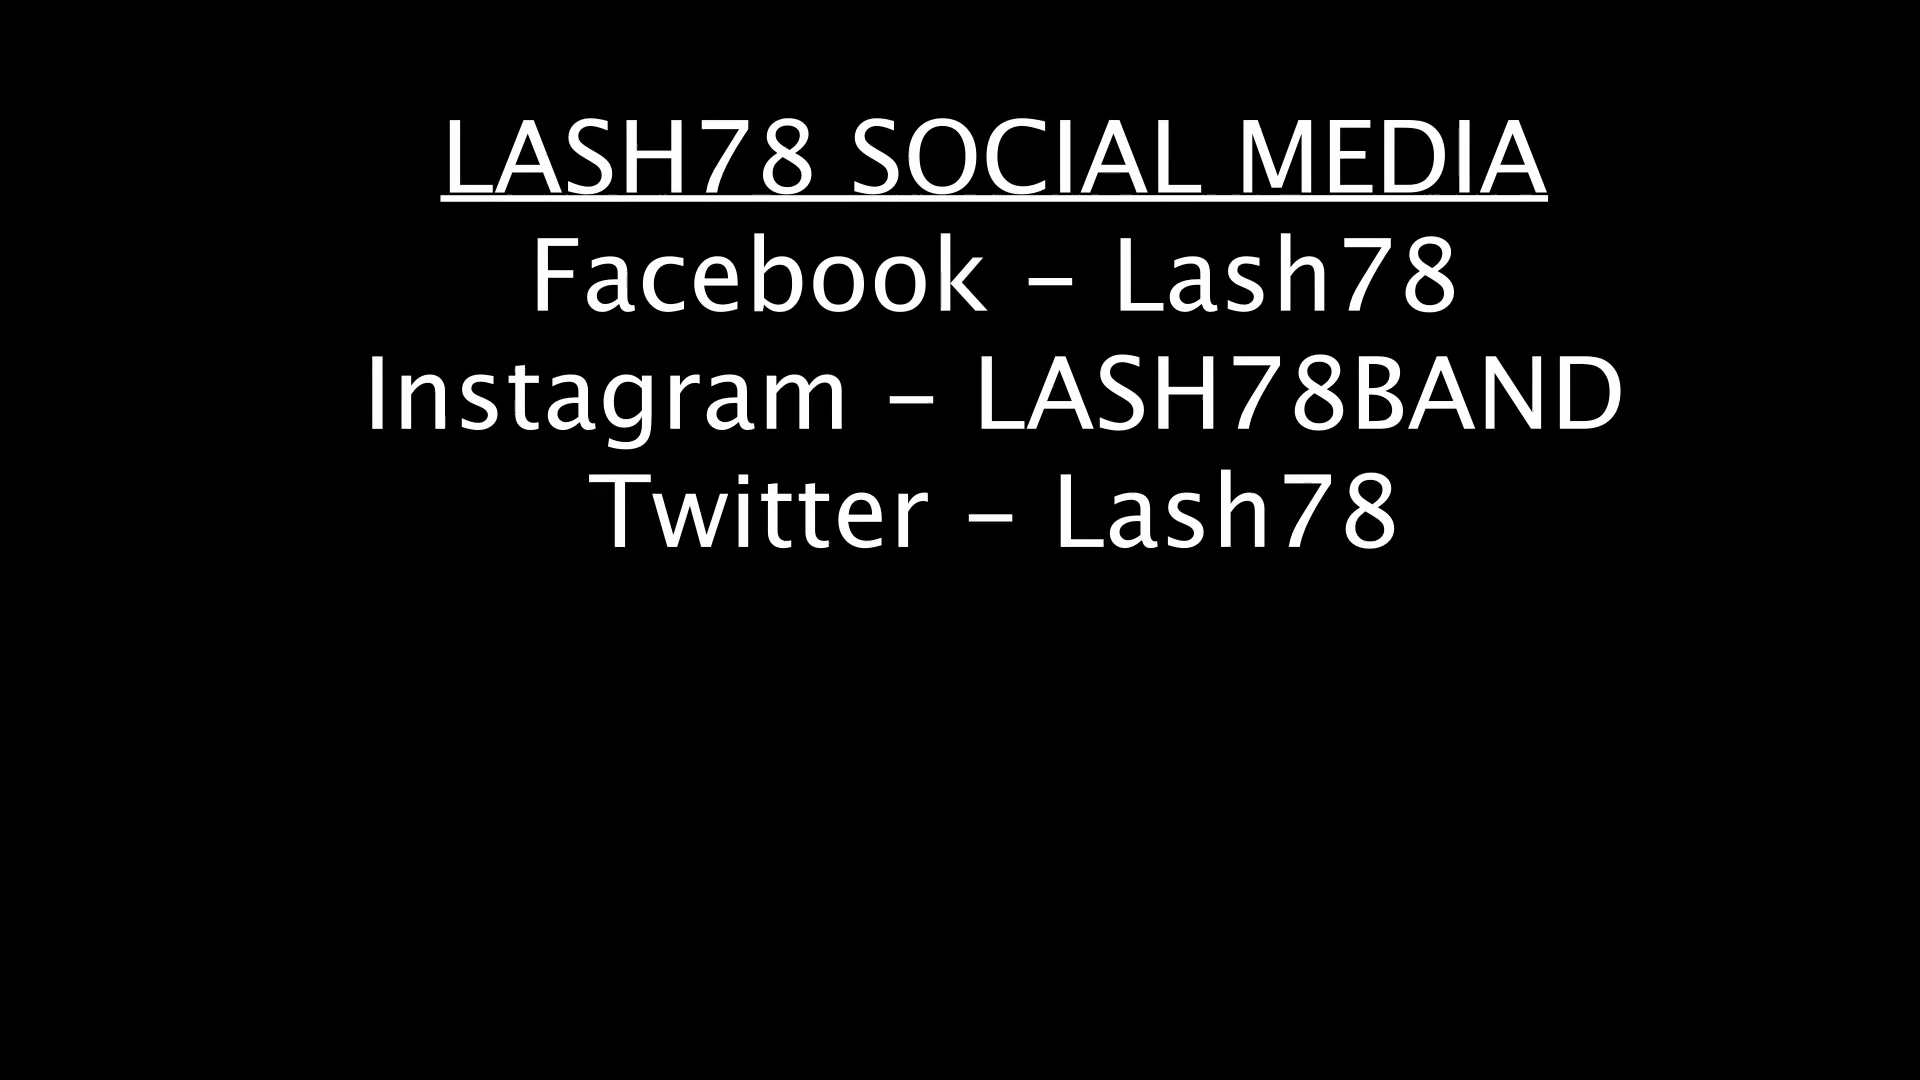 LASH78 SOCIAL MEDIA
Facebook – Lash78
Instagram – LASH78BAND
Twitter – Lash78